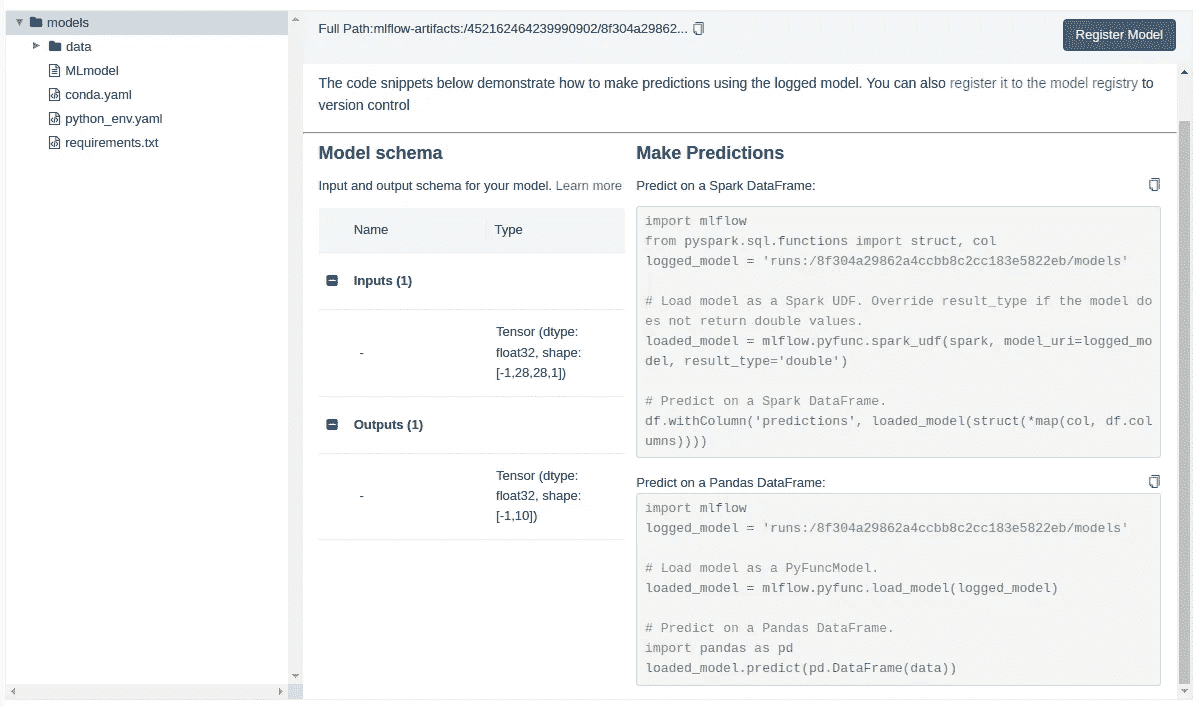 models
data
MLmodel
conda.yaml
python_env.yaml
requirements.txt
Full Path:mlflow-artifacts:/452162464239990902/8f304a29862...
Register Model
The code snippets below demonstrate how to make predictions using the logged model. You can also register it to the model registry to
version control
Model schema
Input and output schema for your model. Learn more
Name Type
Inputs (1)
- Tensor (dtype:
float32, shape:
[-1,28,28,1])
Outputs (1)
- Tensor (dtype:
float32, shape:
[-1,10])
Make Predictions
Predict on a Spark DataFrame:
import mlflow
from pyspark.sql.functions import struct, col
logged_model = 'runs:/8f304a29862a4ccbb8c2cc183e5822eb/models'
# Load model as a Spark UDF. Override result_type if the model do
es not return double values.
loaded_model = mlflow.pyfunc.spark_udf(spark, model_uri=logged_mo
del, result_type='double')
# Predict on a Spark DataFrame.
df.withColumn('predictions', loaded_model(struct(*map(col, df.col
umns))))
Predict on a Pandas DataFrame:
import mlflow
logged_model = 'runs:/8f304a29862a4ccbb8c2cc183e5822eb/models'
# Load model as a PyFuncModel.
loaded_model = mlflow.pyfunc.load_model(logged_model)
# Predict on a Pandas DataFrame.
import pandas as pd
loaded_model.predict(pd.DataFrame(data))